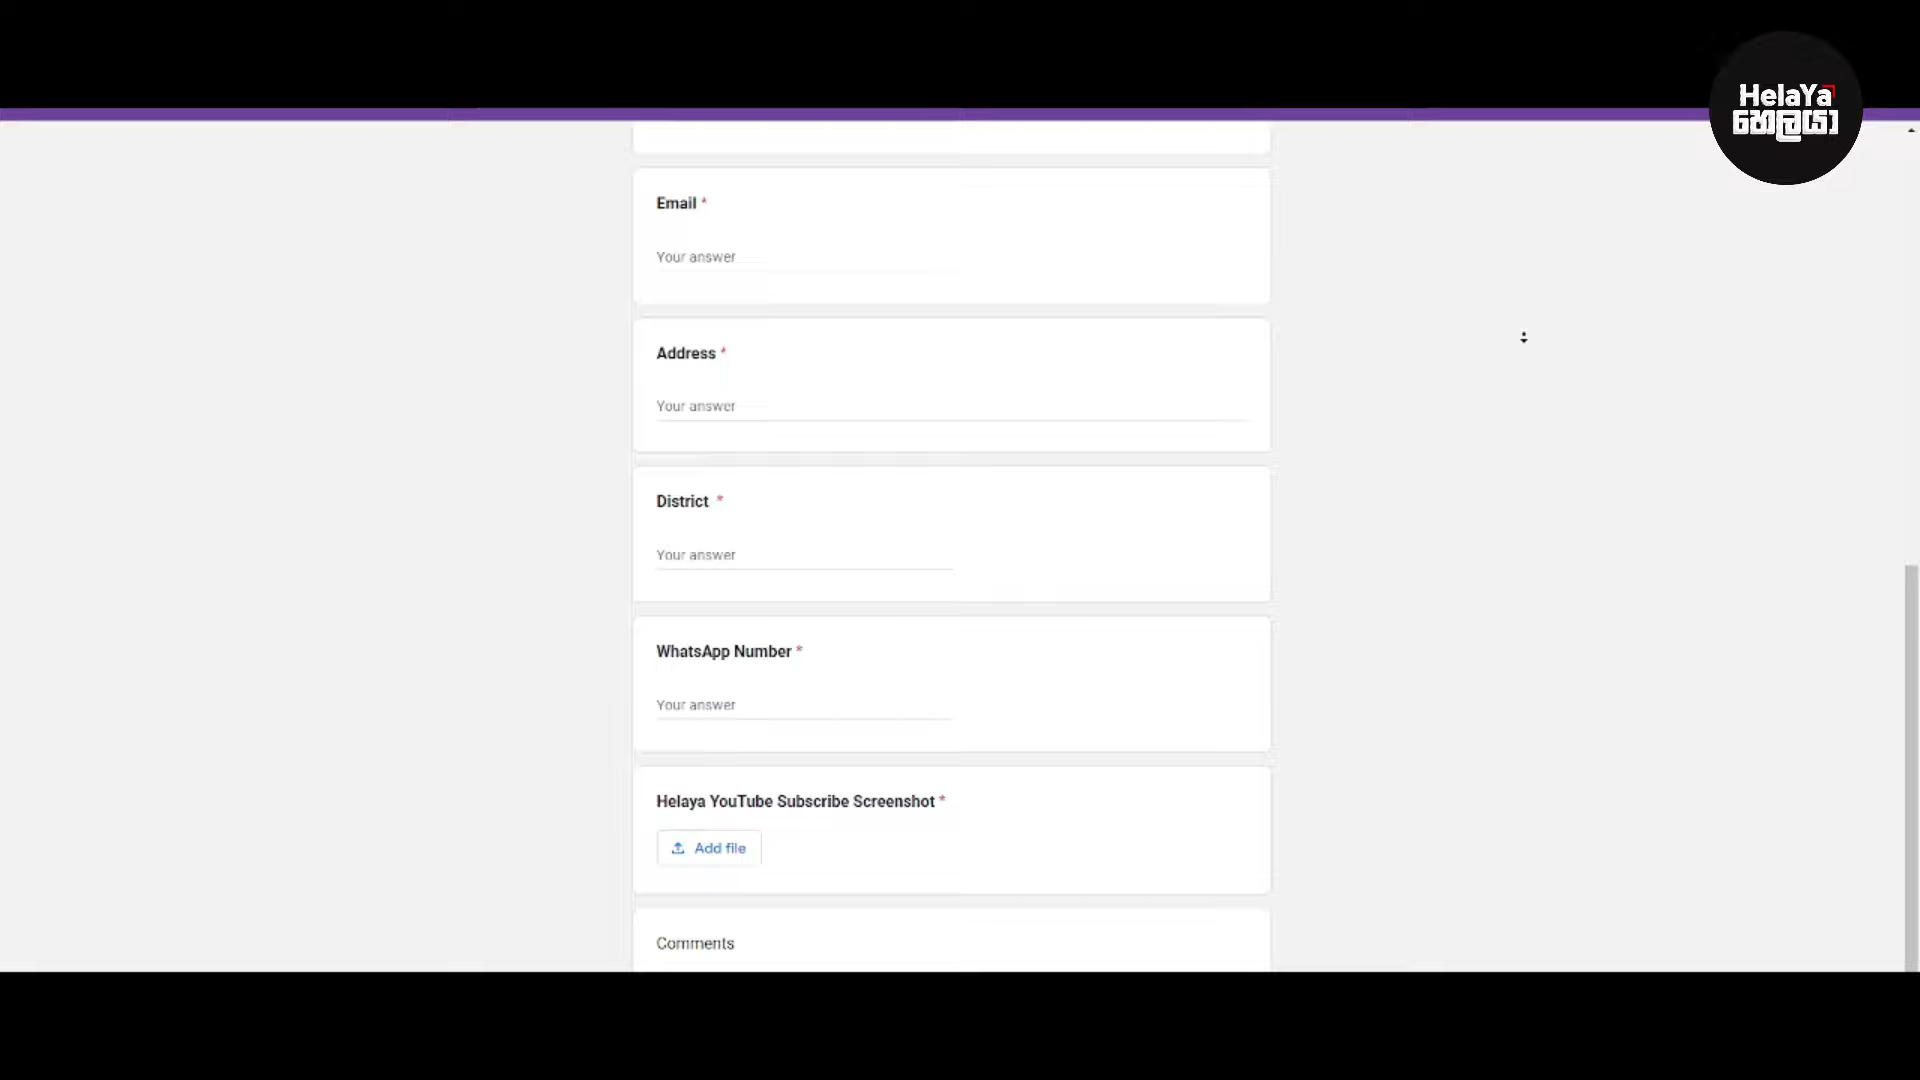 HelaYa
හෙලයා
Email *
Your answer
Address *
Your answer
District *
Your answer
WhatsApp Number *
Your answer
Helaya YouTube Subscribe Screenshot *
Add file
Comments